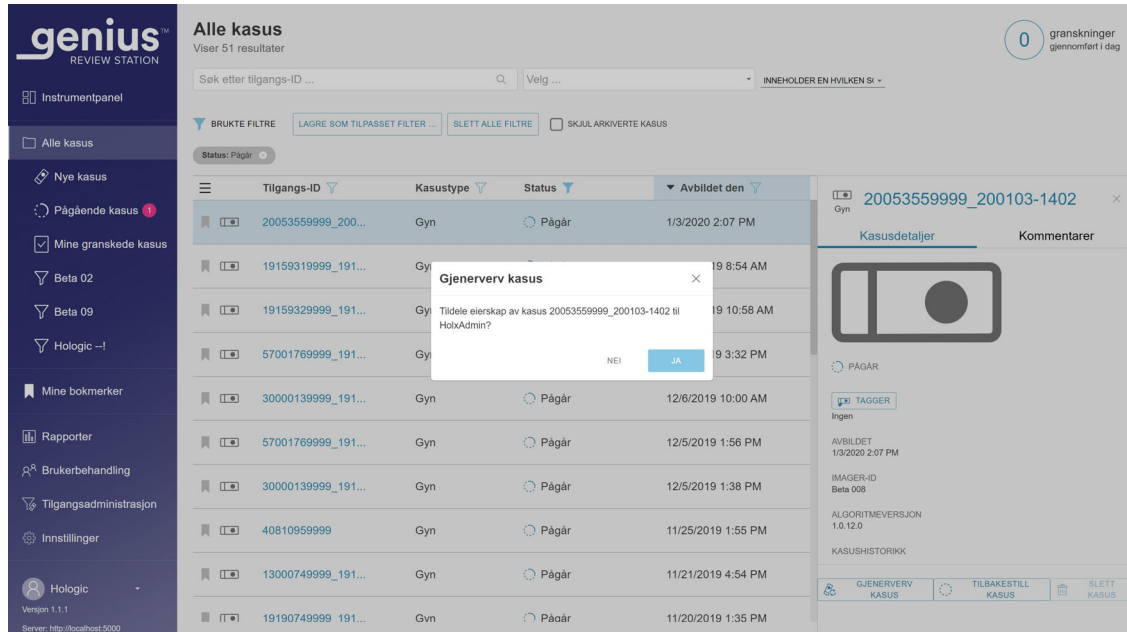 genius™
REVIEW STATION
Instrumentpanel
Alle kasus
Nye kasus
Pågående kasus 1
Mine granskede kasus
Beta 02
Beta 09
Hologic --!
Mine bokmerker
Rapporter
Brukerbehandling
Tilgangsadministrasjon
Innstillinger
Hologic
Versjon 1.1.1
Server: http://localhost:5000
Alle kasus
Viser 51 resultater
0 granskninger
gjennomført i dag
Søk etter tilgangs-ID ...
Velg ...
INNEHOLDER EN HVILKEN
BRUKTE FILTRE
LAGRE SOM TILPASSET FILTER ...
SLETT ALLE FILTRE
SKJUL ARKIVERTE KASUS
Status: Pågår
Tilgangs-ID Kasustype Status Avbildet den
20053559999_200... Gyn Pågår 1/3/2020 2:07 PM
19159319999_191... 19 8:54 AM
19159329999_191... 19 10:58 AM
57001769999_191... 19 3:32 PM
30000139999_191... Gyn Pågår 12/6/2019 10:00 AM
57001769999_191... Gyn Pågår 12/5/2019 1:56 PM
30000139999_191... Gyn Pågår 12/5/2019 1:38 PM
40810959999 Gyn Pågår 11/25/2019 1:55 PM
13000749999_191... Gyn Pågår 11/21/2019 4:54 PM
19190749999_191... Gyn Pågår 11/20/2019 1:35 PM
Gjenerverv kasus
Tildele eierskap av kasus 20053559999_200103-1402 til
HolxAdmin?
NEI
JA
Gyn
20053559999_200103-1402
Kasusdetaljer
Kommentarer
PÅGÅR
TAGGER
Ingen
AVBILDET
1/3/2020 2:07 PM
IMAGER-ID
Beta 008
ALGORITMEVERSJON
1.0.12.0
KASUSHISTORIKK
GJENERVERV
KASUS
TILBAKESTILL
KASUS
SLETT
KASUS